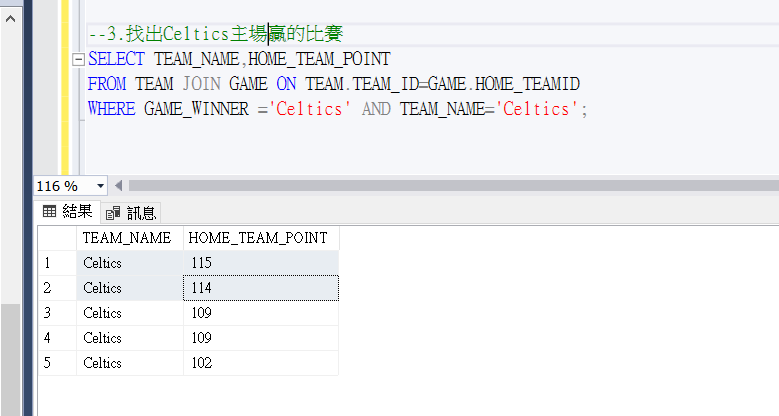 --3.找出Celtics主場贏的比賽
SELECT TEAM_NAME,HOME_TEAM_POINT
FROM TEAM JOIN GAME ON TEAM.TEAM_ID=GAME.HOME_TEAMID
WHERE GAME_WINNER ='Celtics' AND TEAM_NAME='Celtics';
116 %
結果 訊息
TEAM_NAME HOME_TEAM_POINT
1 Celtics 115
2 Celtics 114
3 Celtics 109
4 Celtics 109
5 Celtics 102